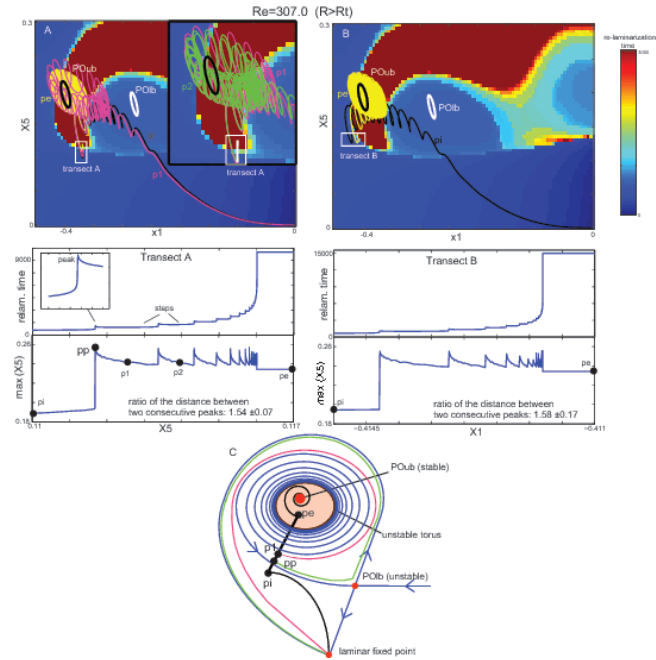 Re=307.0 (R>Rt)
A
0.3
X5
0
-0.4
x1
0
POub
pe
POlb
p1
transect A
p2
p1
transect A
B
0.3
X5
0
-0.4
x1
0
POub
pe
POlb
pi
transect B
re-laminarization
time
Transect A
relam. time
9000
0
peak
steps
max (X5)
0.26
0.18
pi
pp
p1
p2
pe
ratio of the distance between
two consecutive peaks: 1.54 ±0.07
0.11
X5
0.117
Transect B
relam. time
15000
0
max (X5)
0.26
0.18
pi
pe
ratio of the distance between
two consecutive peaks: 1.58 ±0.17
-0.4145
X1
-0.411
C
POub (stable)
pe
unstable torus
p1
pp
pi
POlb (unstable)
laminar fixed point